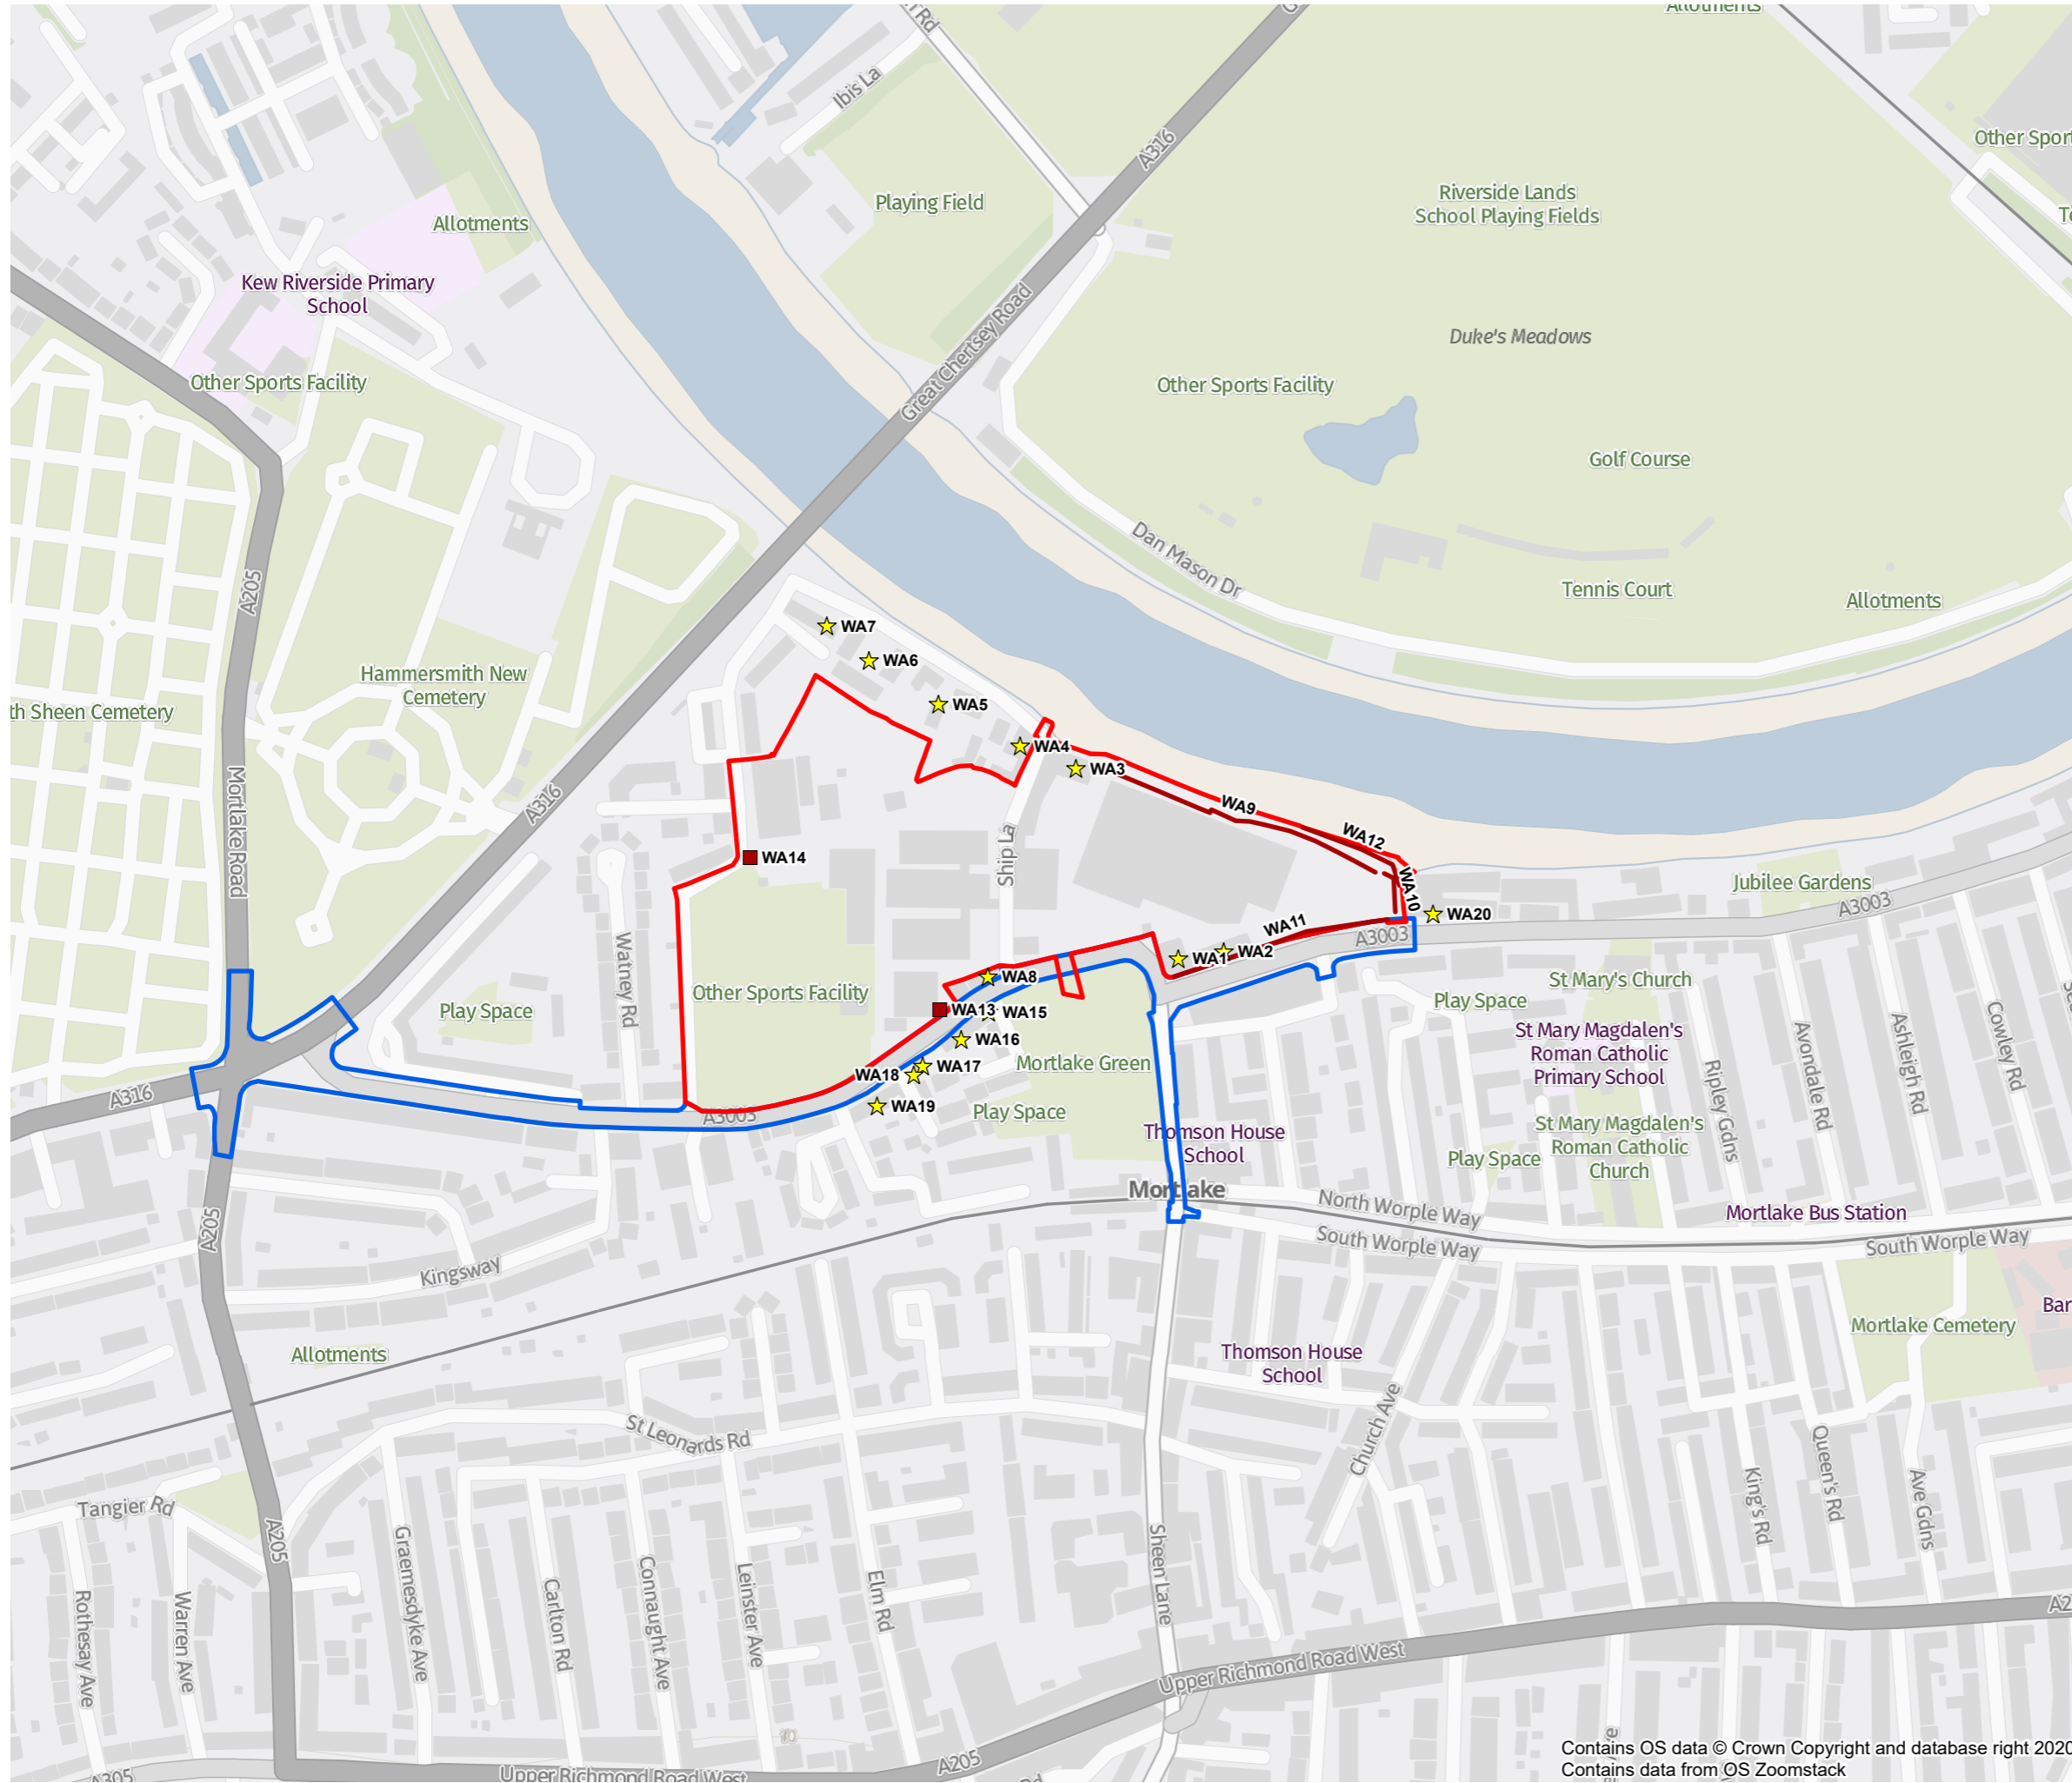 Allotments
Ibis La
A316
Other Sport
Playing Field
Riverside Lands
School Playing Fields
Allotments
Kew Riverside Primary
School
Great Chertsey Road
Duke's Meadows
Other Sports Facility
Other Sports Facility
Golf Course
Dan Mason Dr
A205
Tennis Court
Allotments
WA7
WA6
Hammersmith New
Cemetery
WA5
th Sheen Cemetery
WA4
WA3
Mortlake Road
A316
WA9
WA12
Ship La
WA14
WA10
Jubilee Gardens
A3003
WA20
WA11
A3003
WA2
WA1
Watney Rd
WA8
Other Sports Facility
Play Space
WA13
WA15
WA16
St Mary's Church
Play Space
Cowley Rd
St Mary Magdalen's
Roman Catholic
Primary School
Mortlake Green
WA17
WA18
Avondale Rd
Ashleigh Rd
Ripley Gdns
A316
WA19
A3003
Play Space
Thomson House
School
St Mary Magdalen's
Roman Catholic
Church
Play Space
Mortlake
North Worple Way
Mortlake Bus Station
A205
South Worple Way
South Worple Way
Kingsway
Bar
Mortlake Cemetery
Allotments
Thomson House
School
Church Ave
St Leonards Rd
Queen's Rd
King's Rd
Ave Gdns
Tangier Rd
A205
Graemesdyke Ave
Carlton Rd
Connaught Ave
Leinster Ave
Elm Rd
Sheen Lane
Rothesay Ave
Warren Ave
A2
Upper Richmond Road West
A205
A305
Upper Richmond Road West
Contains OS data © Crown Copyright and database right 2020
Contains data from OS Zoomstack